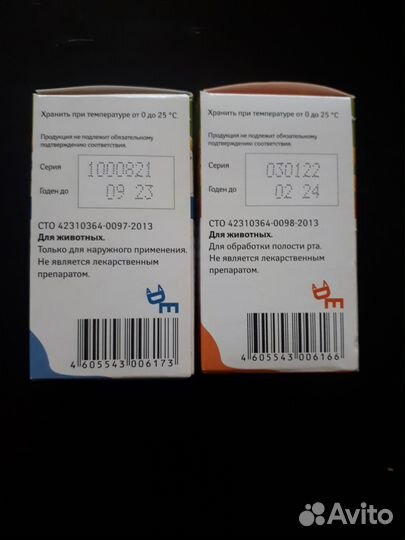 Хранить при температуре от 0 до 25 °С.
Продукция не подлежит обязательному
подтверждению соответствия.
Серия 1000821
Годен до 09 23
СТО 42310364-0097-2013
Для животных.
Только для наружного применения.
Не является лекарственным
препаратом.
DE
4 605543 006173
Хранить при температуре от 0 до 25 °С.
Продукция не подлежит обязательному
подтверждению соответствия.
Серия 030122
Годен до 02 24
СТО 42310364-0098-2013
Для животных.
Для обработки полости рта.
Не является лекарственным
препаратом.
DE
4 605543 006166
Avito